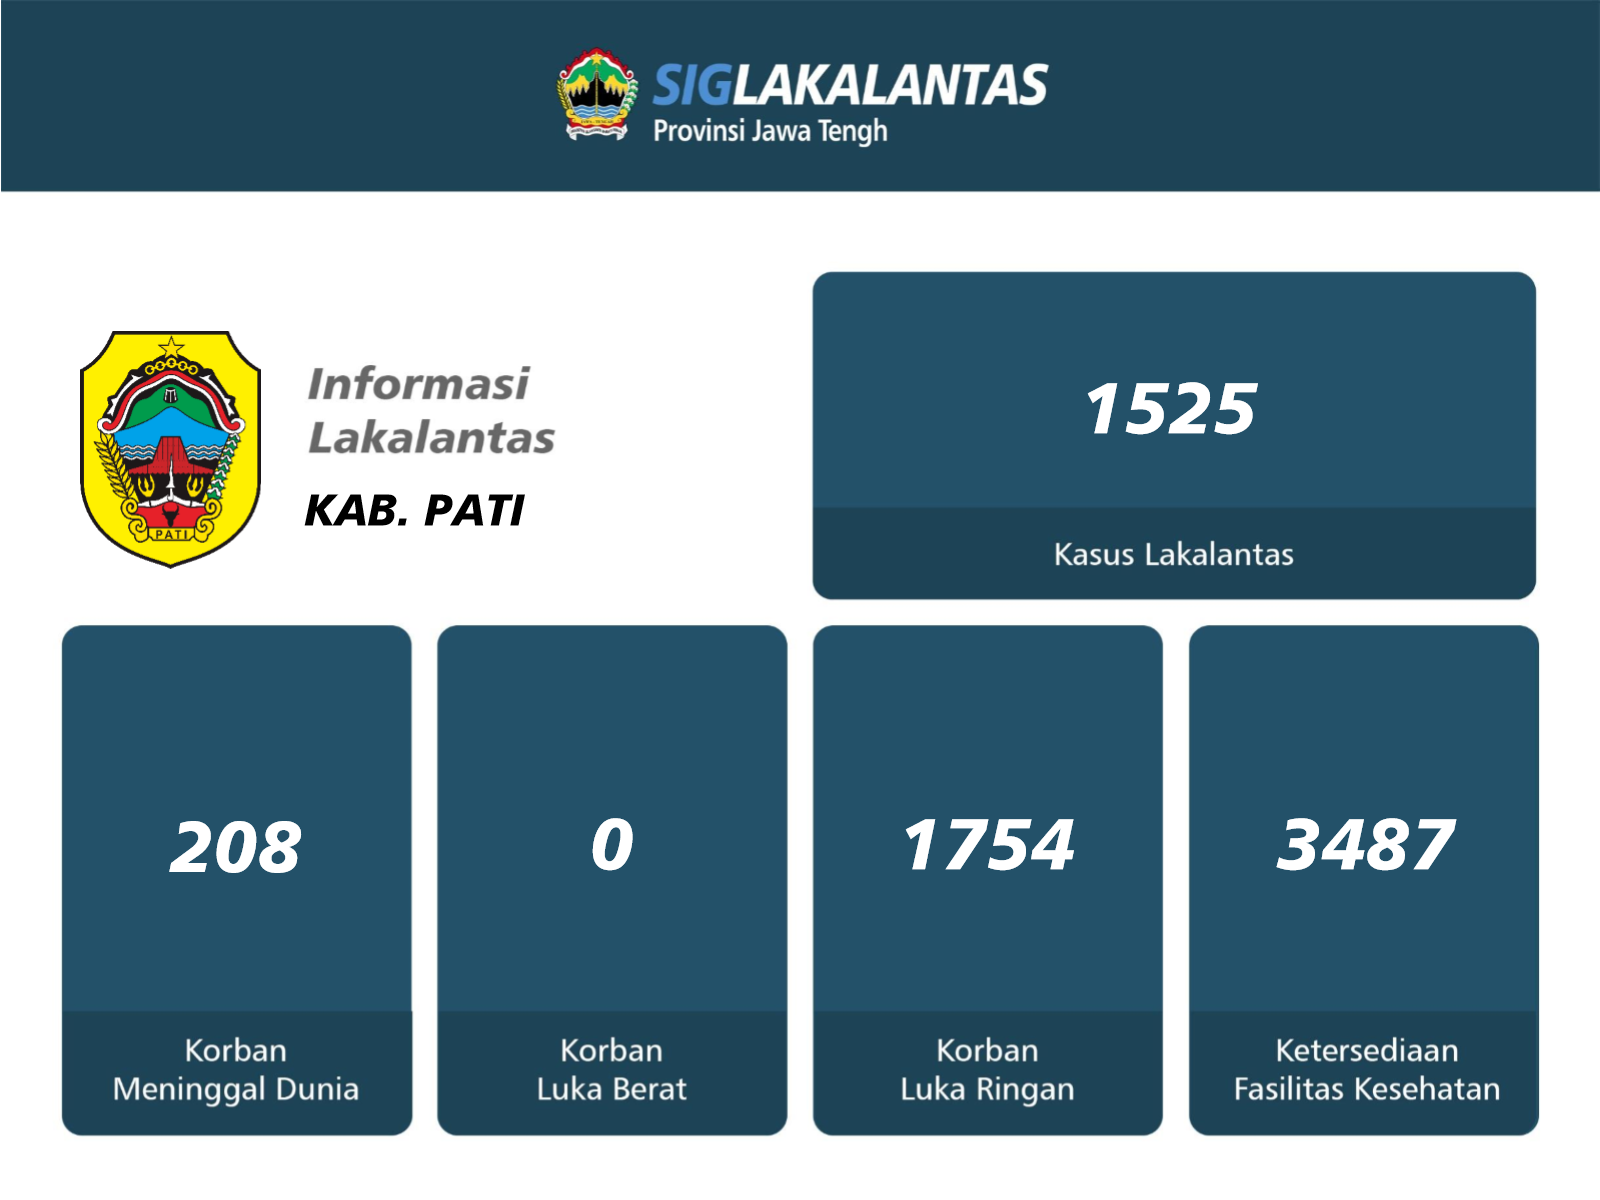 SIGLAKALANTAS
Provinsi Jawa Tengh
Informasi
Lakalantas
KAB. PATI
PATI
1525
Kasus Lakalantas
208
Korban
Meninggal Dunia
0
Korban
Luka Berat
1754
Korban
Luka Ringan
3487
Ketersediaan
Fasilitas Kesehatan